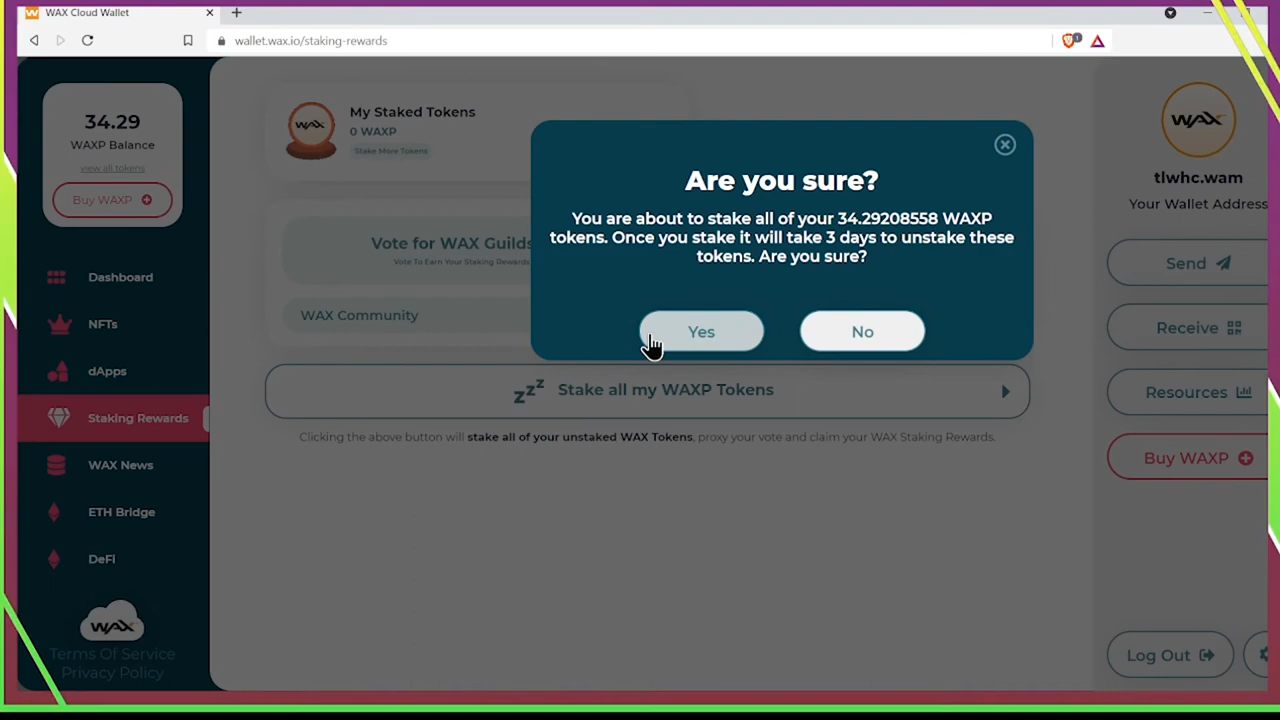 WAX Cloud Wallet
wallet.wax.io/staking-rewards
34.29
WAXP Balance
view all tokens
Buy WAXP
Dashboard
NFTs
dApps
Staking Rewards
WAX News
ETH Bridge
DeFi
WAX
Terms Of Service
Privacy Policy
WAX
My Staked Tokens
0 WAXP
Stake More Tokens
Vote for WAX Guilds
Vote To Earn Your Staking Rewards
WAX Community
Are you sure?
You are about to stake all of your 34.29208558 WAXP
tokens. Once you stake it will take 3 days to unstake these
tokens. Are you sure?
Yes
No
zzz Stake all my WAXP Tokens
Clicking the above button will stake all of your unstaked WAX Tokens, proxy your vote and claim your WAX Staking Rewards.
WAX
tlwhc.wam
Your Wallet Address
Send
Receive
Resources
Buy WAXP
Log Out